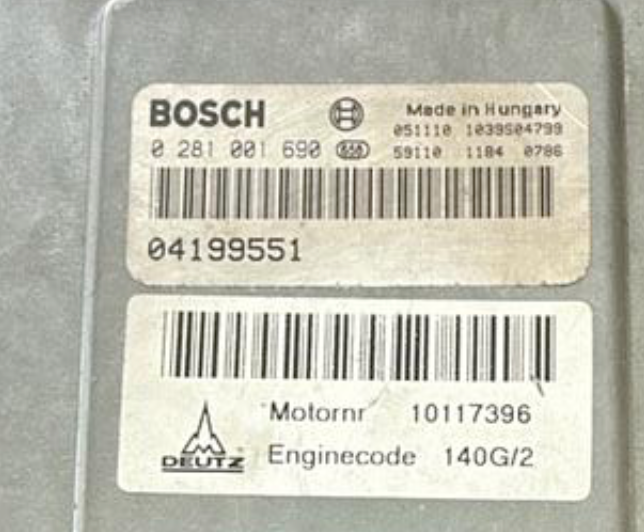 BOSCH Made in Hungary
051110 1039S04799
0 281 001 690 59110 1184 0786
04199551
Motornr 10117396
DEUTZ Enginecode 140G/2